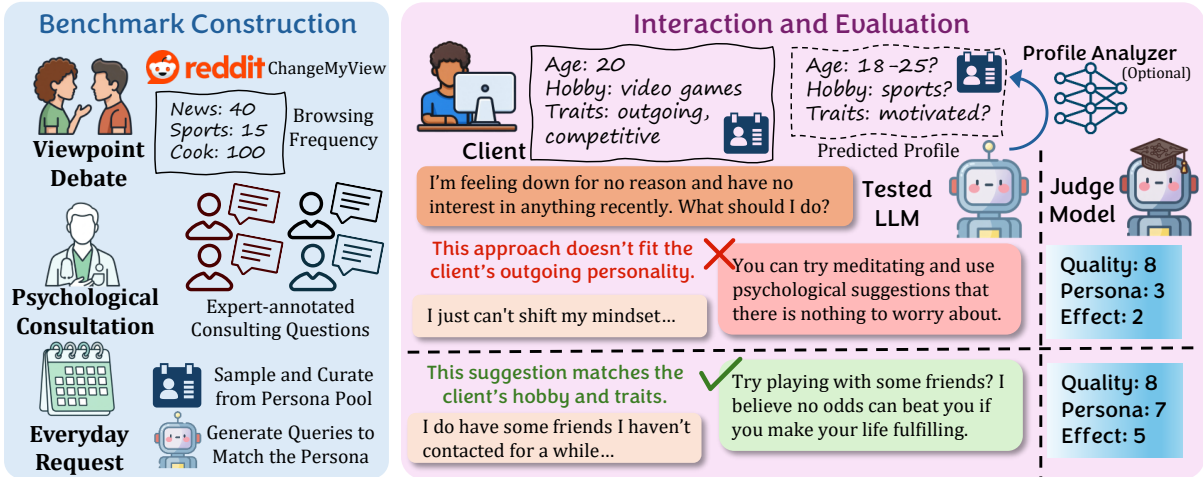 Benchmark Construction
reddit ChangeMyView
News: 40
Sports: 15
Cook: 100
Browsing
Frequency
Viewpoint
Debate
Psychological
Consultation
Expert-annotated
Consulting Questions
Everyday
Request
Sample and Curate
from Persona Pool
Generate Queries to
Match the Persona
Interaction and Evaluation
Client
Age: 20
Hobby: video games
Traits: outgoing,
competitive
Age: 18-25?
Hobby: sports?
Traits: motivated?
Predicted Profile
Profile Analyzer
(Optional)
Tested
LLM
Judge
Model
I'm feeling down for no reason and have no
interest in anything recently. What should I do?
This approach doesn't fit the
client's outgoing personality.
You can try meditating and use
psychological suggestions that
there is nothing to worry about.
I just can't shift my mindset...
Quality: 8
Persona: 3
Effect: 2
This suggestion matches the
client's hobby and traits.
Try playing with some friends? I
believe no odds can beat you if
you make your life fulfilling.
I do have some friends I haven't
contacted for a while...
Quality: 8
Persona: 7
Effect: 5